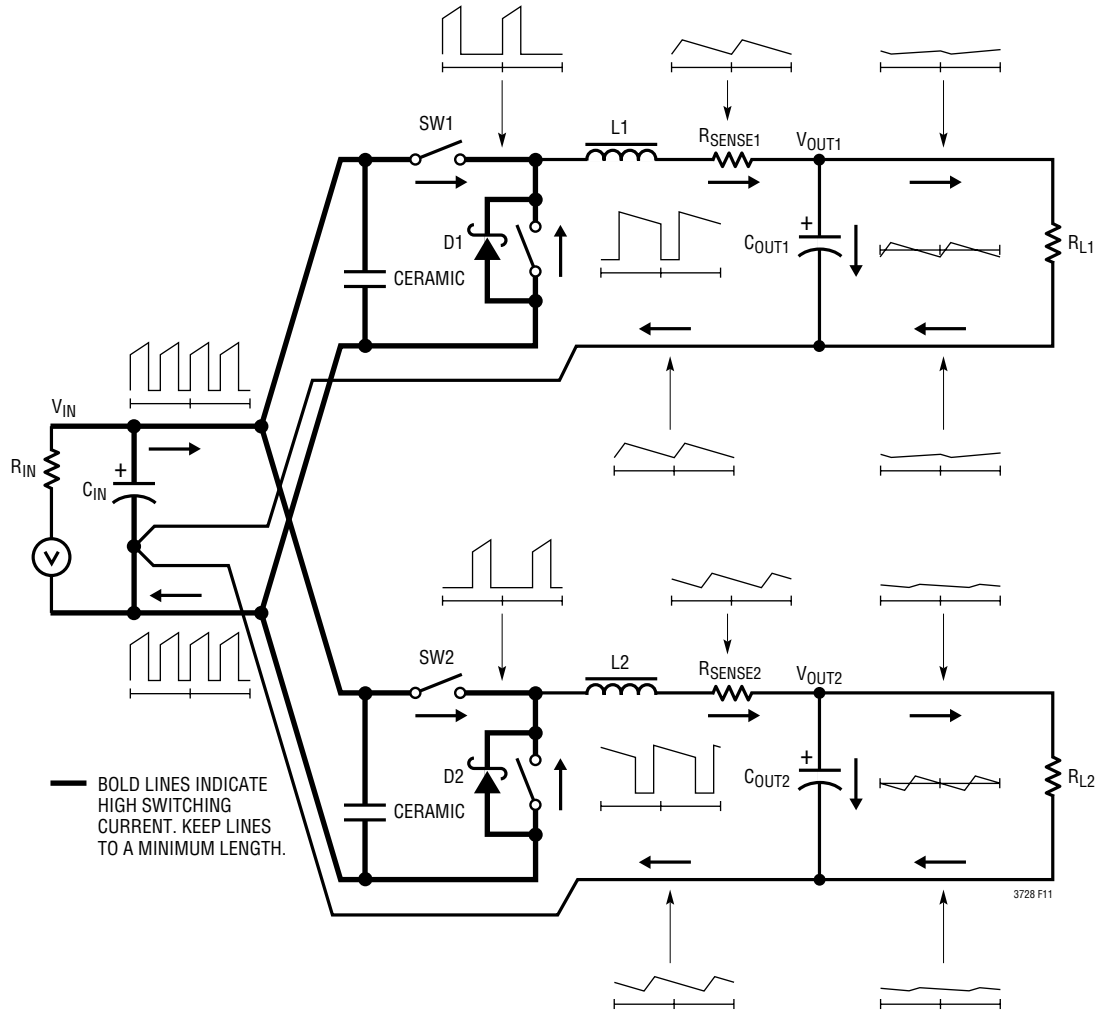 SW1
L1
RSENSE1
VOUT1
D1
CERAMIC
COUT1
+
RL1
VIN
RIN
+
CIN
V
SW2
L2
RSENSE2
VOUT2
D2
CERAMIC
COUT2
+
RL2
BOLD LINES INDICATE
HIGH SWITCHING
CURRENT. KEEP LINES
TO A MINIMUM LENGTH.
3728 F11